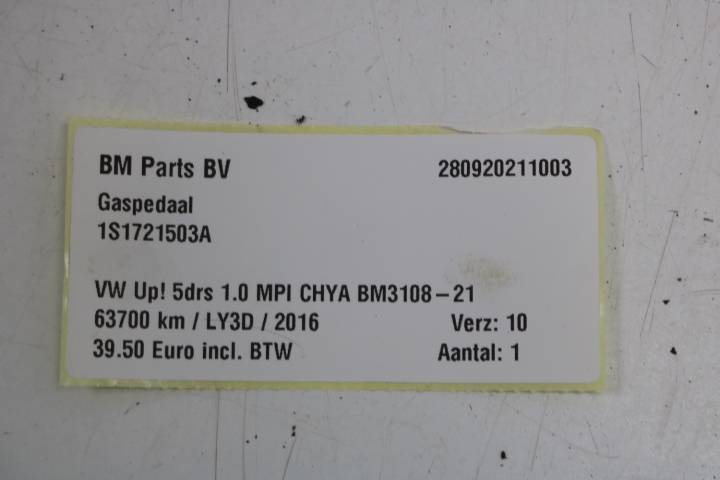 BM Parts BV 280920211003
Gaspedaal
1S1721503A
VW Up! 5drs 1.0 MPI CHYA BM3108-21
63700 km / LY3D / 2016 Verz: 10
39.50 Euro incl. BTW Aantal: 1